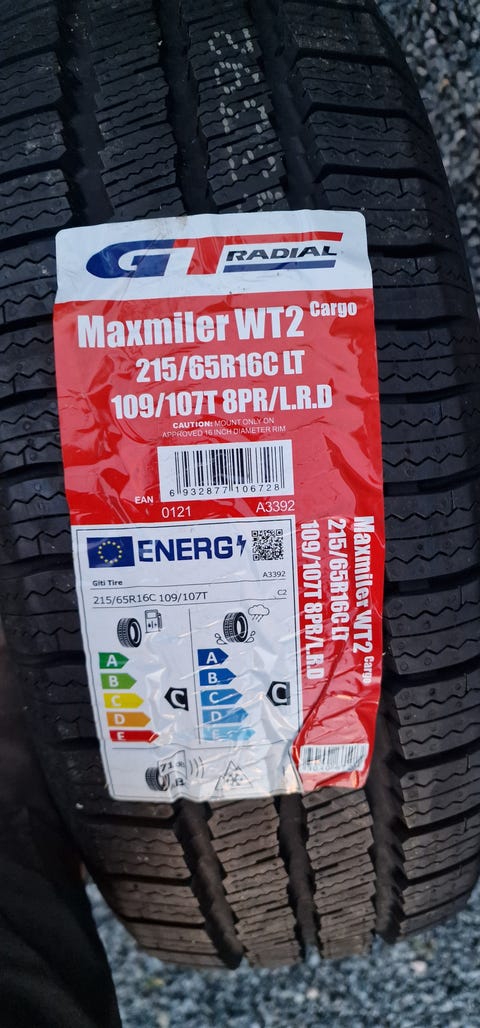 GT RADIAL
Maxmiler WT2 Cargo
215/65R16C LT
109/107T 8PR/L.R.D
CAUTION: MOUNT ONLY ON
APPROVED 16 INCH DIAMETER RIM
6 932877 106728
EAN
0121 A3392
ENERG
Giti Tire A3392
215/65R16C 109/107T C2
A
B
C
D
E
C
A
B
C
D
E
C
71 dB
Maxmiler WT2 Cargo
215/65R16C LT
109/107T 8PR/L.R.D